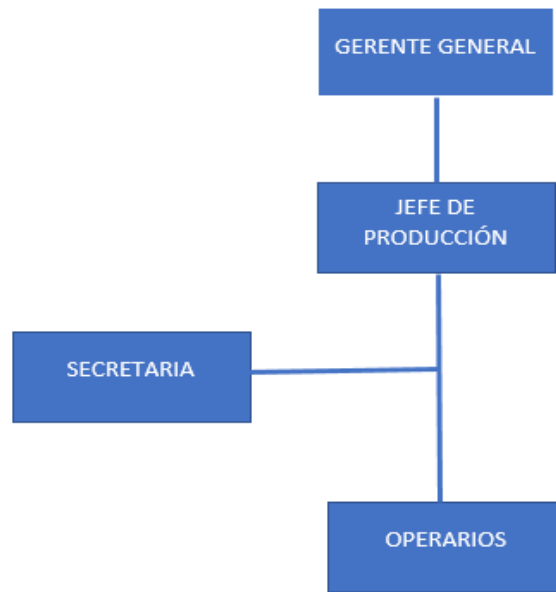 GERENTE GENERAL
JEFE DE
PRODUCCIÓN
SECRETARIA
OPERARIOS